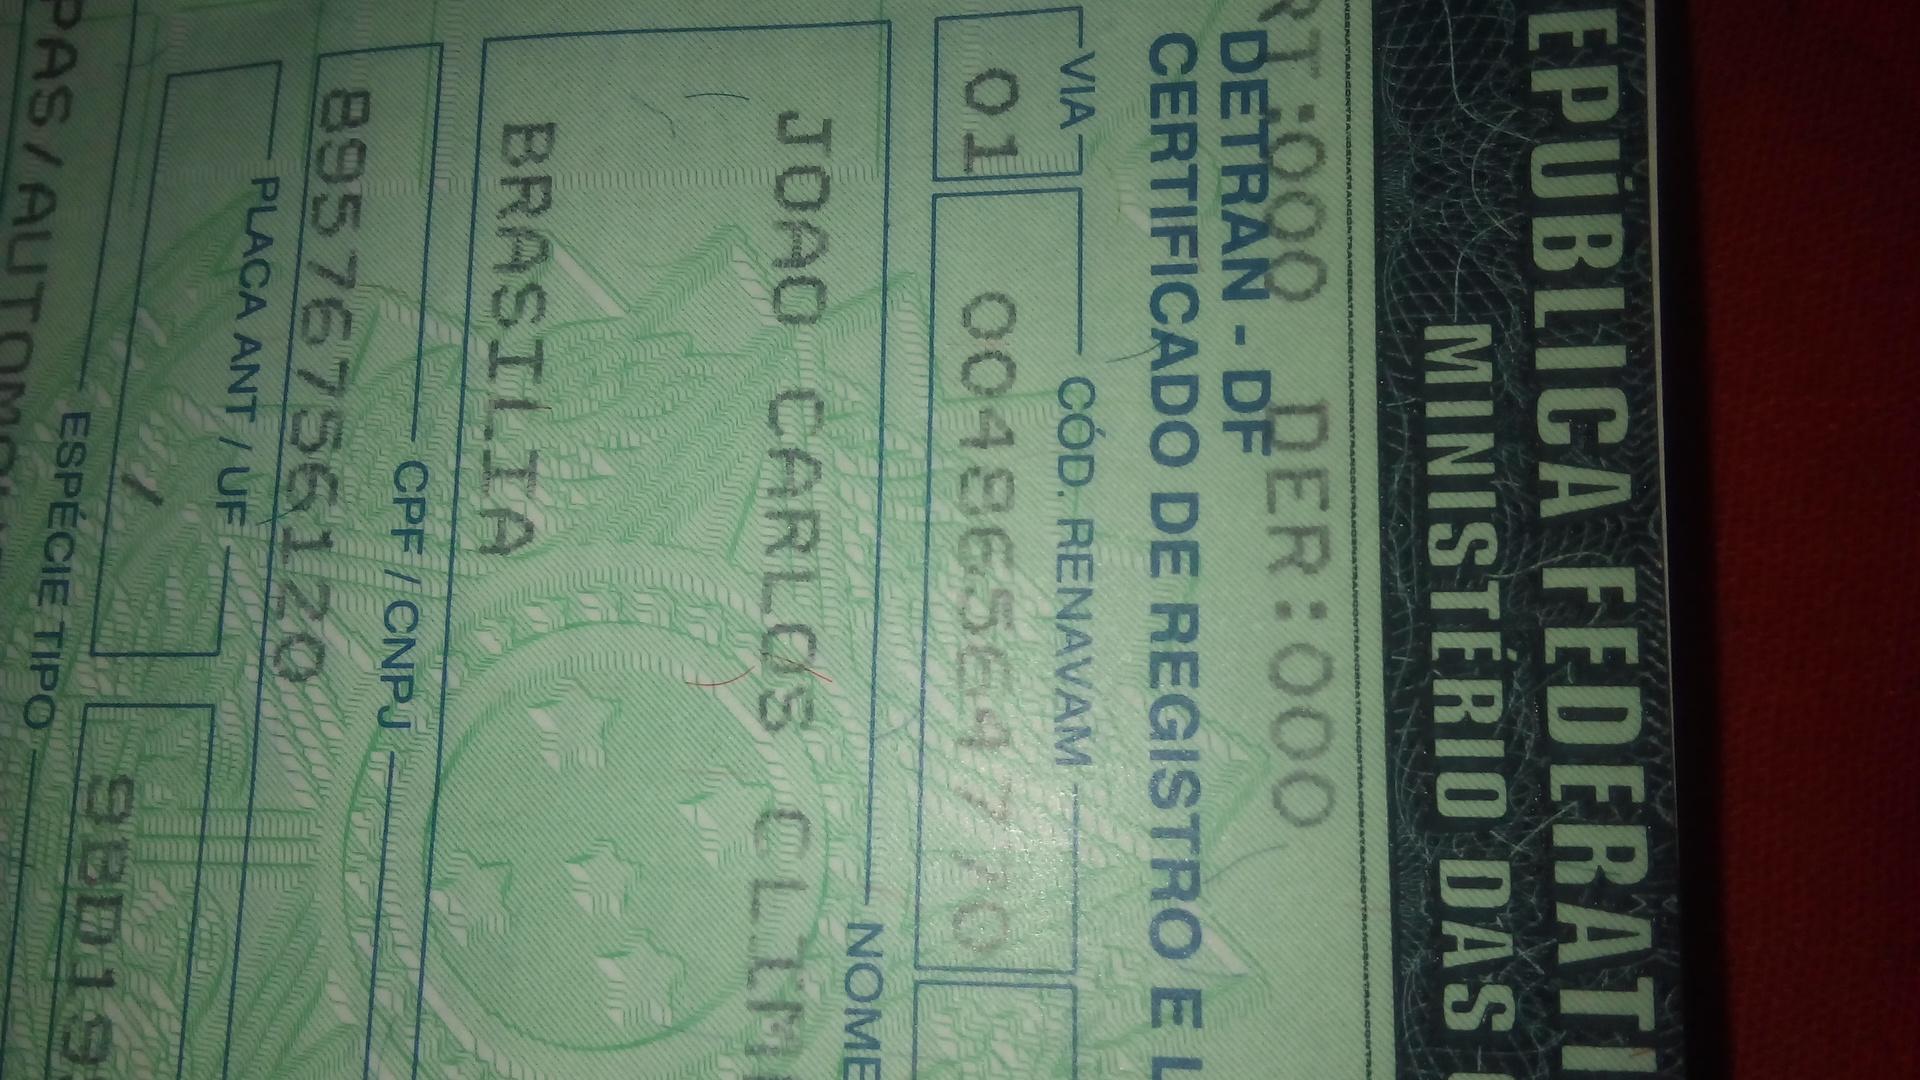 EPÚBLICA FEDERATI
MINISTÉRIO DAS
RT:000 DER:000
DETRAN - DF
CERTIFICADO DE REGISTRO E L
VIA CÓD. RENAVAM
01
NOME
JOAO CARLOS
BRASILIA
CPF / CNPJ
89576756120
PLACA ANT / UF
/
9BD19
ESPÉCIE TIPO
PAS/AUTOMO